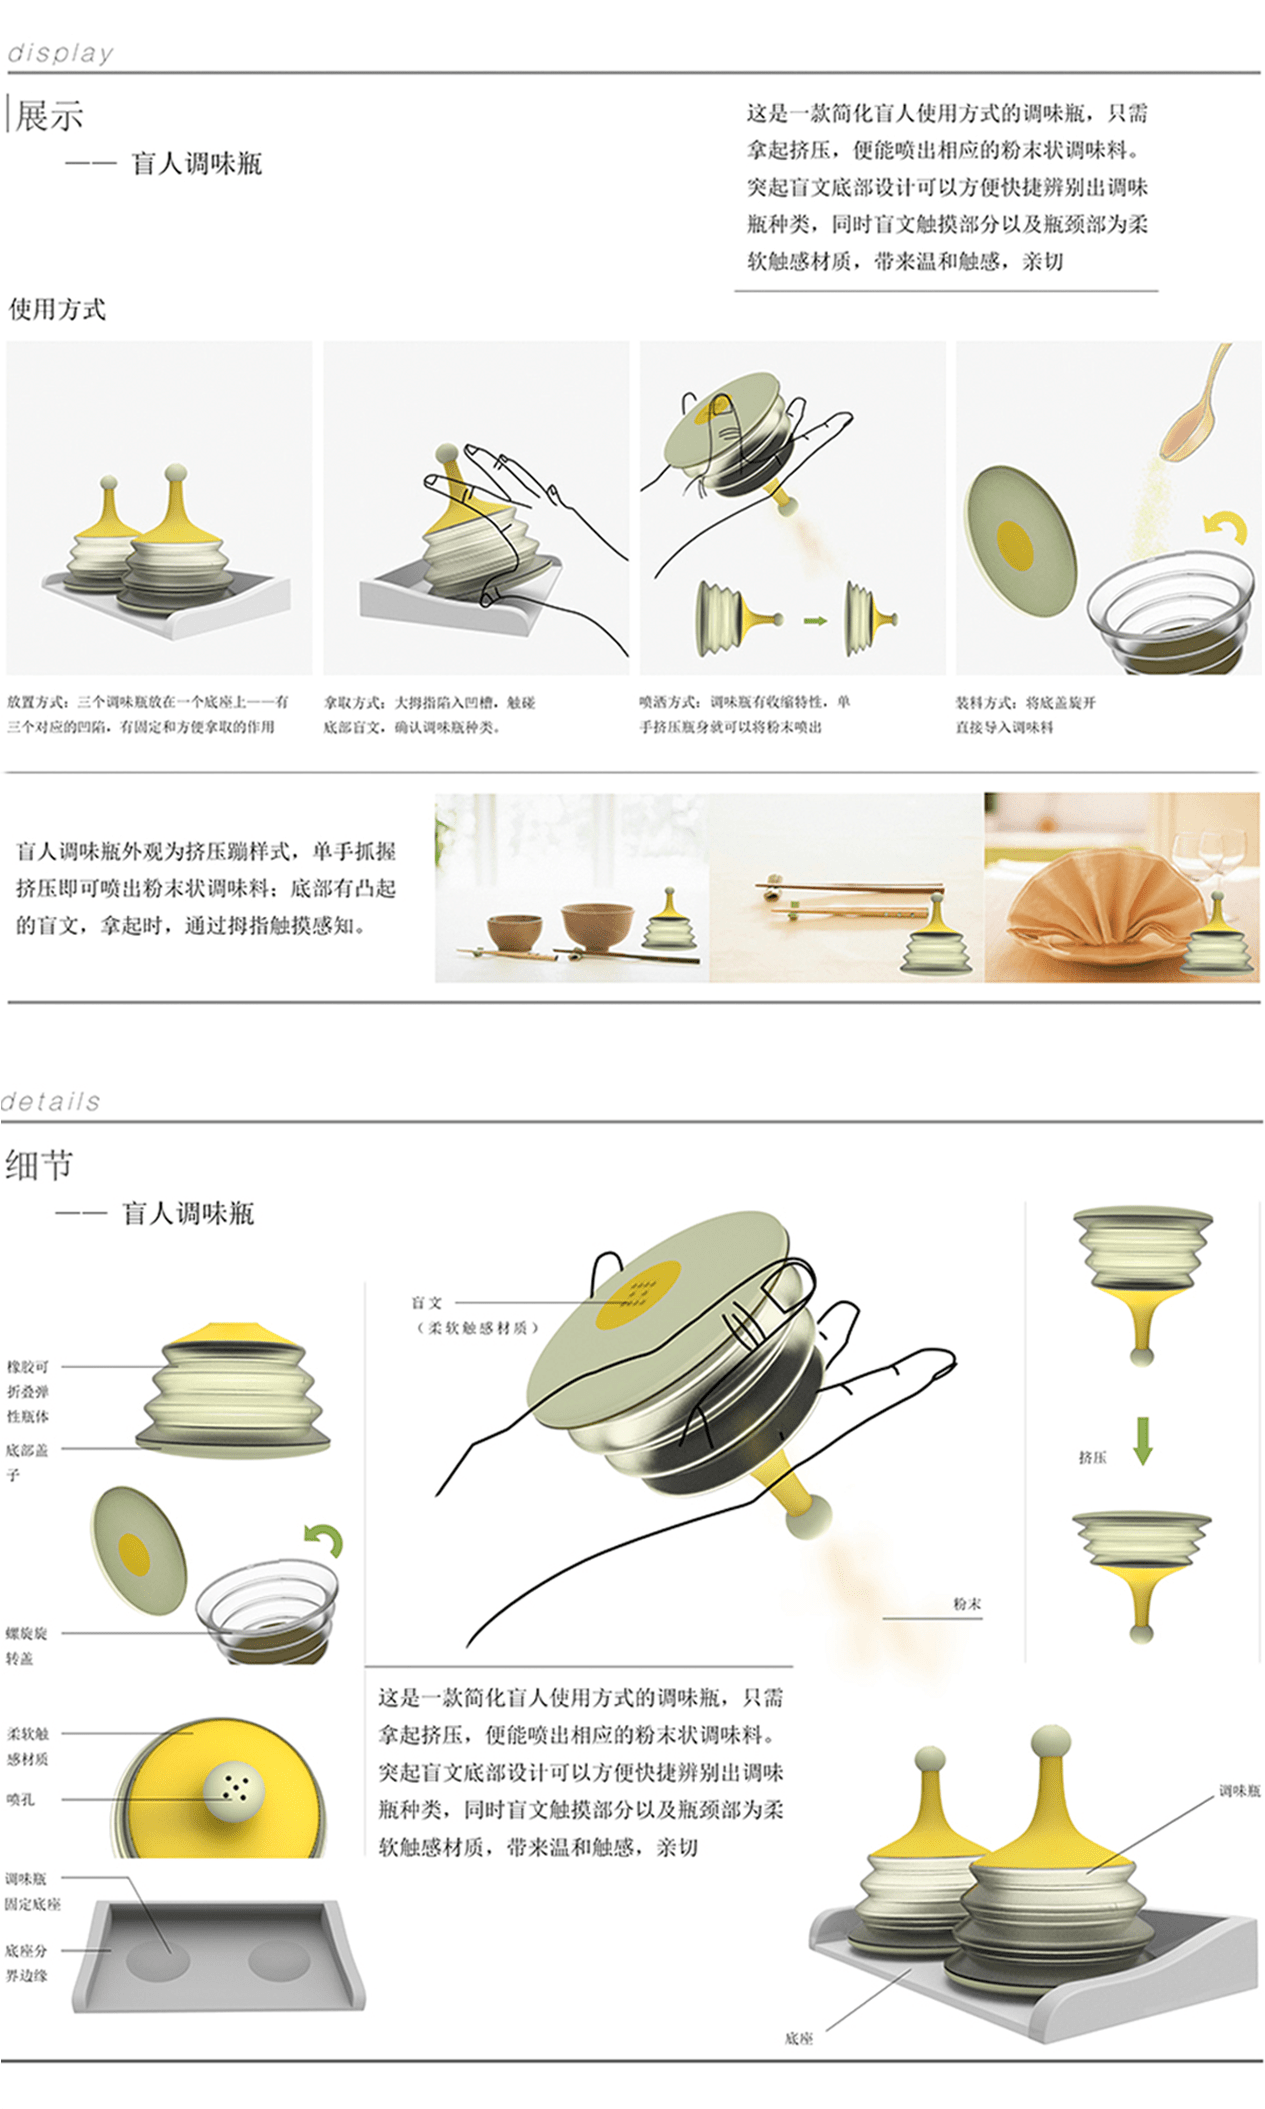 display
展示
—— 盲人调味瓶
这是一款简化盲人使用方式的调味瓶，只需
拿起挤压，便能喷出相应的粉末状调味料。
突起盲文底部设计可以方便快捷辨别出调味
瓶种类，同时盲文触摸部分以及瓶颈部为柔
软触感材质，带来温和触感，亲切
使用方式
放置方式：三个调味瓶放在一个底座上——有
三个对应的凹陷，有固定和方便拿取的作用
拿取方式：大拇指陷入凹槽，触碰
底部盲文，确认调味瓶种类。
喷洒方式：调味瓶有收缩特性，单
手挤压瓶身就可以将粉末喷出
装料方式：将底盖旋开
直接导入调味料
盲人调味瓶外观为挤压蹦样式，单手抓握
挤压即可喷出粉末状调味料；底部有凸起
的盲文，拿起时，通过拇指触摸感知。
details
细节
—— 盲人调味瓶
盲文
（柔软触感材质）
橡胶可
折叠弹
性瓶体
底部盖
子
挤压
粉末
螺旋旋
转盖
柔软触
感材质
喷孔
这是一款简化盲人使用方式的调味瓶，只需
拿起挤压，便能喷出相应的粉末状调味料。
突起盲文底部设计可以方便快捷辨别出调味
瓶种类，同时盲文触摸部分以及瓶颈部为柔
软触感材质，带来温和触感，亲切
调味瓶
调味瓶
固定底座
底座分
界边缘
底座